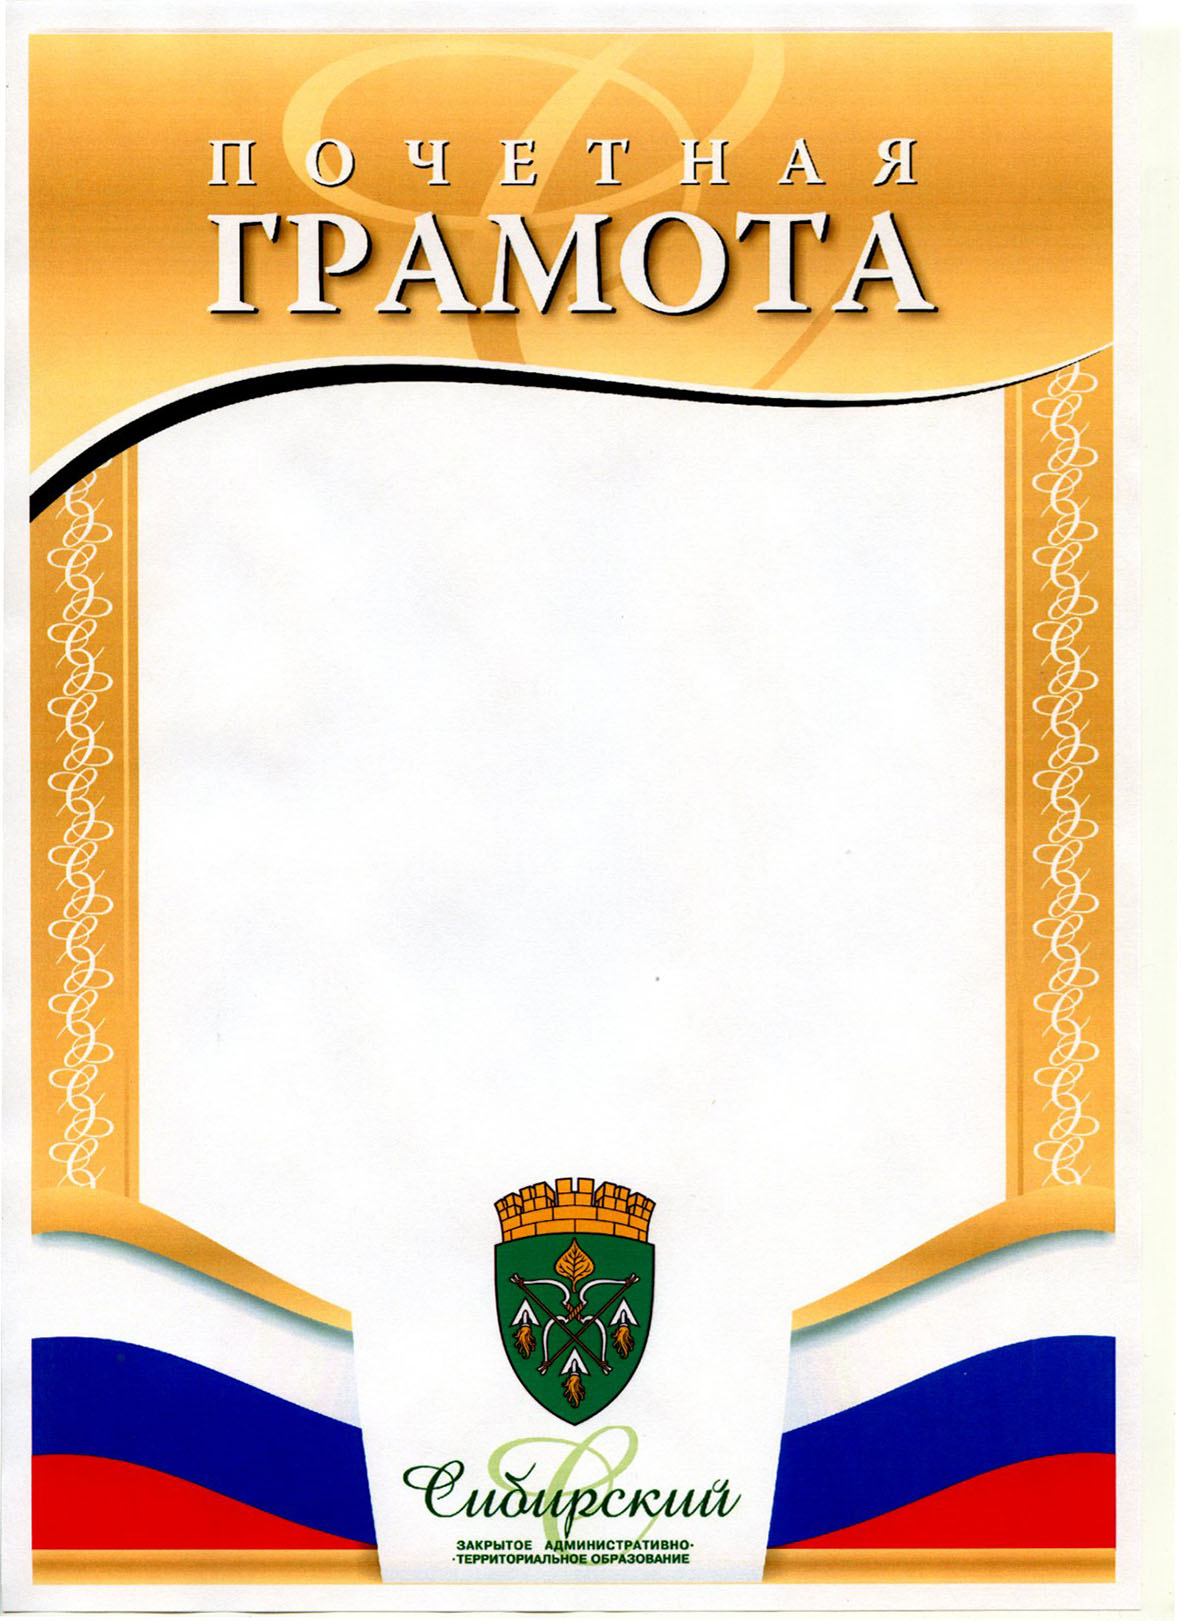 ПОЧЕТНАЯ
ГРАМОТА
Сибирский
ЗАКРЫТОЕ АДМИНИСТРАТИВНО-
-ТЕРРИТОРИАЛЬНОЕ ОБРАЗОВАНИЕ